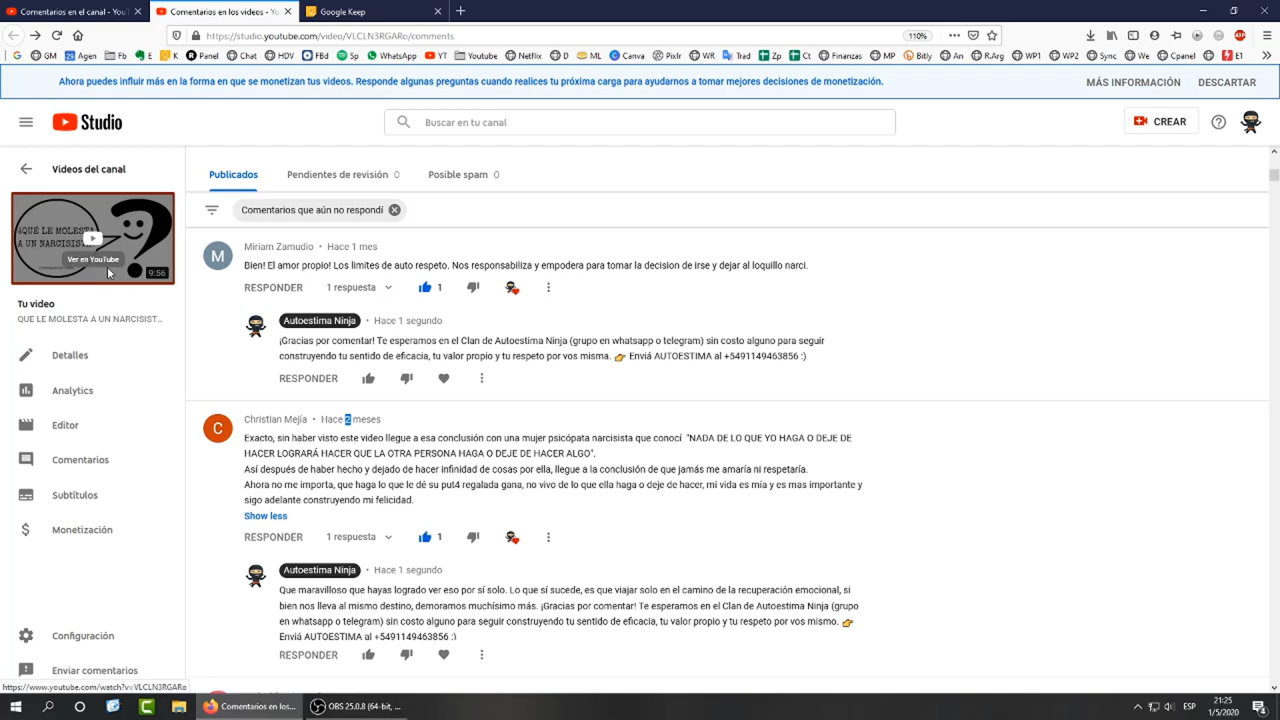 Comentarios en el canal - YouT
Comentarios en los videos - Yo
Google Keep
https://studio.youtube.com/video/VLCLN3RGARo/comments
110%
G GM Agen Fb E K Panel Chat HDV FBd Sp WhatsApp YT Youtube Netflix D ML Canva Pixlr WR Trad Zp Ct Finanzas MP Bitly An R.Arg WP1 WP2 Sync We Cpanel E1
Ahora puedes influir más en la forma en que se monetizan tus videos. Responde algunas preguntas cuando realices tu próxima carga para ayudarnos a tomar mejores decisiones de monetización.
MÁS INFORMACIÓN DESCARTAR
Studio
Buscar en tu canal
CREAR
Videos del canal
¿QUÉ LE MOLESTA
A UN NARCISISTA
Ver en YouTube
9:56
Tu video
QUE LE MOLESTA A UN NARCISIST...
Detalles
Analytics
Editor
Comentarios
Subtítulos
Monetización
Configuración
Enviar comentarios
Publicados Pendientes de revisión 0 Posible spam 0
Comentarios que aún no respondí
Miriam Zamudio • Hace 1 mes
Bien! El amor propio! Los limites de auto respeto. Nos responsabiliza y empodera para tomar la decision de irse y dejar al loquillo narci.
RESPONDER 1 respuesta 1
Autoestima Ninja • Hace 1 segundo
¡Gracias por comentar! Te esperamos en el Clan de Autoestima Ninja (grupo en whatsapp o telegram) sin costo alguno para seguir
construyendo tu sentido de eficacia, tu valor propio y tu respeto por vos misma. 👉 Enviá AUTOESTIMA al +5491149463856 :)
RESPONDER
Christian Mejía • Hace 2 meses
Exacto, sin haber visto este video llegue a esa conclusión con una mujer psicópata narcisista que conocí "NADA DE LO QUE YO HAGA O DEJE DE
HACER LOGRARÁ HACER QUE LA OTRA PERSONA HAGA O DEJE DE HACER ALGO".
Así después de haber hecho y dejado de hacer infinidad de cosas por ella, llegue a la conclusión de que jamás me amaría ni respetaría.
Ahora no me importa, que haga lo que le dé su put4 regalada gana, no vivo de lo que ella haga o deje de hacer, mi vida es mía y es mas importante y
sigo adelante construyendo mi felicidad.
Show less
RESPONDER 1 respuesta 1
Autoestima Ninja • Hace 1 segundo
Que maravilloso que hayas logrado ver eso por sí solo. Lo que sí sucede, es que viajar solo en el camino de la recuperación emocional, si
bien nos lleva al mismo destino, demoramos muchísimo más. ¡Gracias por comentar! Te esperamos en el Clan de Autoestima Ninja (grupo
en whatsapp o telegram) sin costo alguno para seguir construyendo tu sentido de eficacia, tu valor propio y tu respeto por vos mismo. 👉
Enviá AUTOESTIMA al +5491149463856 :)
RESPONDER
https://www.youtube.com/watch?v=VLCLN3RGARo
Comentarios en los...
OBS 25.0.8 (64-bit, ...
ESP
21:25
1/5/2020
4